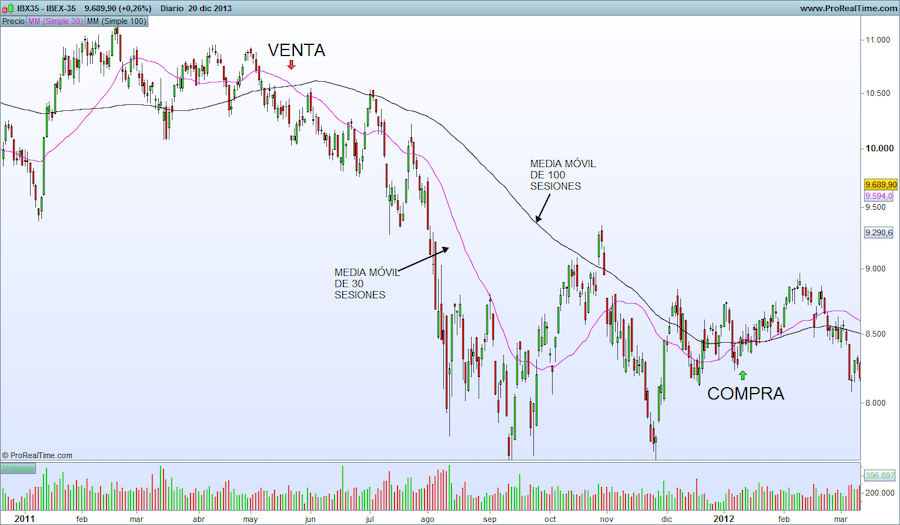 IBX35 - IBEX-35 9.689,90 (+0,26%) Diario 20 dic 2013 www.ProRealTime.com
Precio MM (Simple 30) MM (Simple 100)
VENTA
11.000
10.500
MEDIA MÓVIL
DE 100
SESIONES
10.000
9.689,90
9.594,0
9.500
9.290,6
MEDIA MÓVIL
DE 30
SESIONES
9.000
8.500
COMPRA
8.000
© ProRealTime.com
Volumen
396.897
200.000
2011 feb mar abr may jun jul ago sep oct nov dic 2012 feb mar